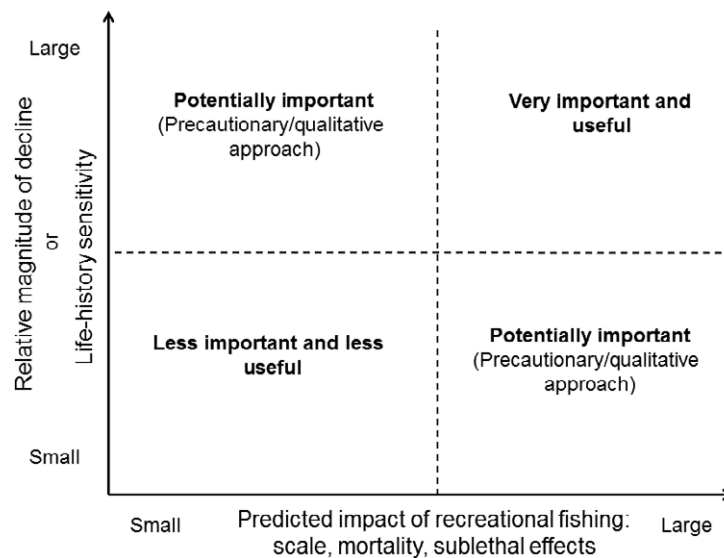 Large
Potentially important
(Precautionary/qualitative
approach)
Very important and
useful
Relative magnitude of decline
or
Life-history sensitivity
Less important and less
useful
Potentially important
(Precautionary/qualitative
approach)
Small
Small
Predicted impact of recreational fishing:
scale, mortality, sublethal effects
Large